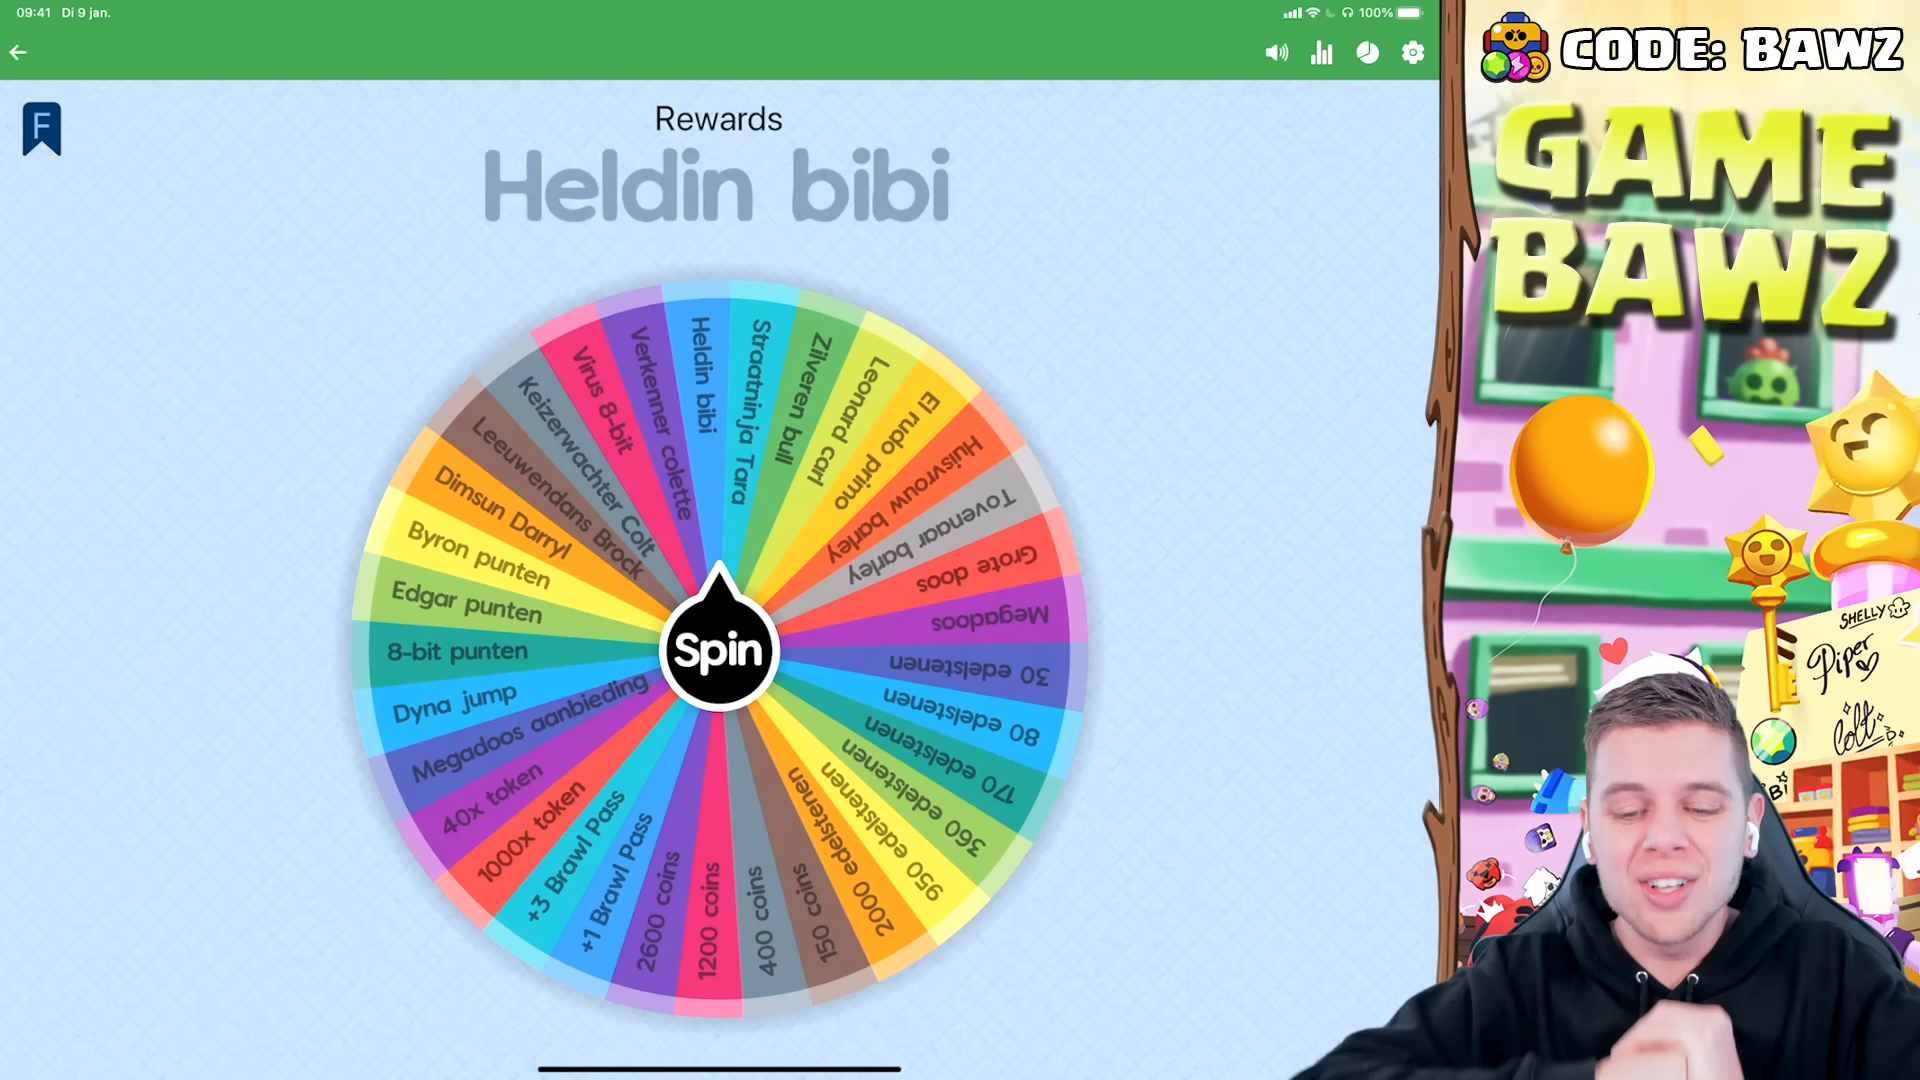 09:41 Di 9 jan.
100%
CODE: BAWZ
GAME
BAWZ
F
Rewards
Heldin bibi
Heldin bibi
Straatninja Tara
Zilveren bull
Leonard carl
El rudo primo
Huisvrouw barley
Tovenaar barley
Grote doos
Megadoos
30 edelstenen
80 edelstenen
170 edelstenen
360 edelstenen
950 edelstenen
2000 edelstenen
150 coins
400 coins
1200 coins
2600 coins
+1 Brawl Pass
+3 Brawl Pass
1000x token
40x token
Megadoos aanbieding
Dyna jump
8-bit punten
Edgar punten
Byron punten
Dimsun Darryl
Leeuwendans Brock
Keizerwachter Colt
Virus 8-bit
Verkenner colette
Spin
SHELLY
Piper
Colt